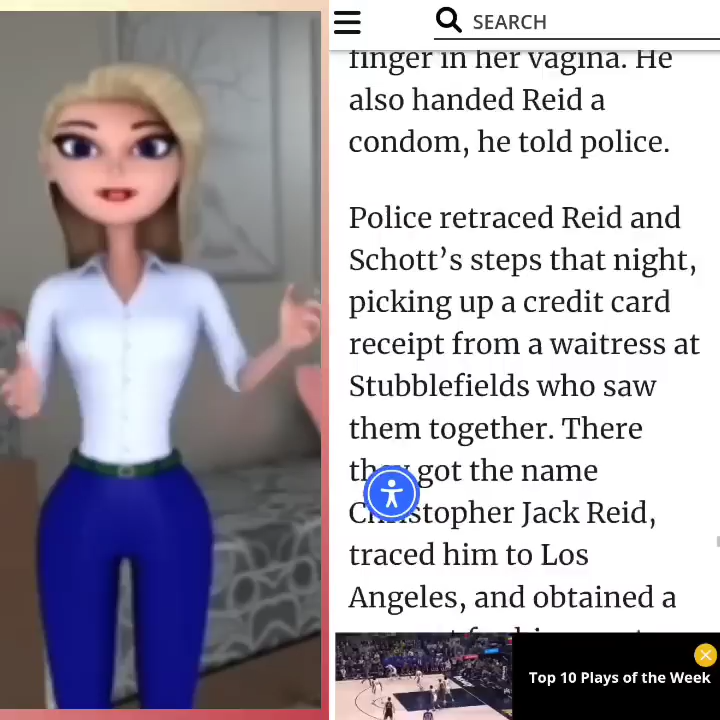 SEARCH
finger in her vagina. He
also handed Reid a
condom, he told police.
Police retraced Reid and
Schott’s steps that night,
picking up a credit card
receipt from a waitress at
Stubblefields who saw
them together. There
they got the name
Christopher Jack Reid,
traced him to Los
Angeles, and obtained a
Top 10 Plays of the Week